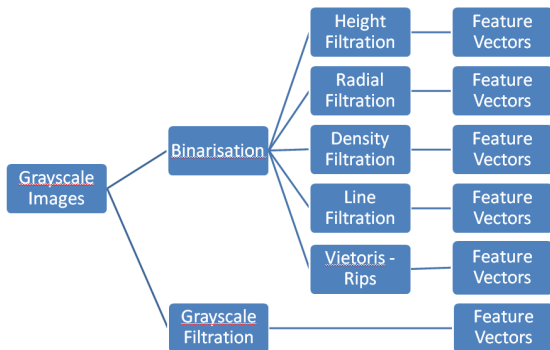 Height
Filtration
Feature
Vectors
Radial
Filtration
Feature
Vectors
Binarisation
Density
Filtration
Feature
Vectors
Grayscale
Images
Line
Filtration
Feature
Vectors
Vietoris -
Rips
Feature
Vectors
Grayscale
Filtration
Feature
Vectors